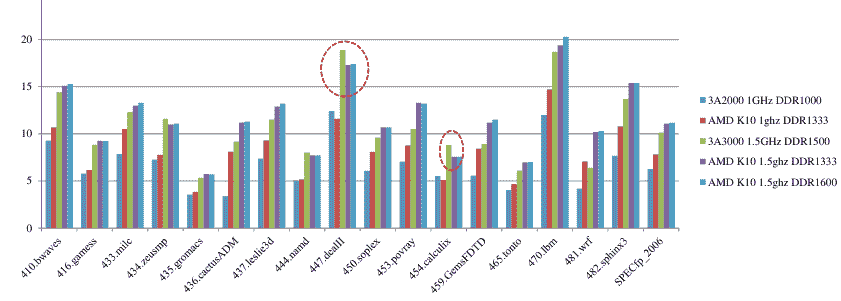 20
15
10
5
0
410.bwaves
416.gamess
433.milc
434.zeusmp
435.gromacs
436.cactusADM
437.leslie3d
444.namd
447.dealII
450.soplex
453.povray
454.calculix
459.GemsFDTD
465.tonto
470.lbm
481.wrf
482.sphinx3
SPECfp_2006
3A2000 1GHz DDR1000
AMD K10 1ghz DDR1333
3A3000 1.5GHz DDR1500
AMD K10 1.5ghz DDR1333
AMD K10 1.5ghz DDR1600